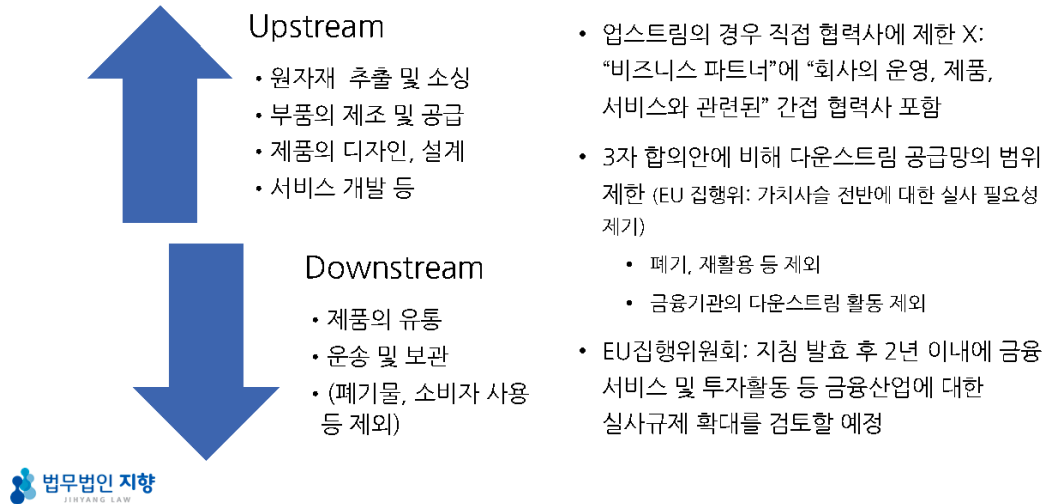 Upstream
• 원자재 추출 및 소싱
• 부품의 제조 및 공급
• 제품의 디자인, 설계
• 서비스 개발 등
Downstream
• 제품의 유통
• 운송 및 보관
• (폐기물, 소비자 사용
등 제외)
• 업스트림의 경우 직접 협력사에 제한 X:
“비즈니스 파트너”에 “회사의 운영, 제품,
서비스와 관련된” 간접 협력사 포함
• 3자 합의안에 비해 다운스트림 공급망의 범위
제한 (EU 집행위: 가치사슬 전반에 대한 실사 필요성
제기)
• 폐기, 재활용 등 제외
• 금융기관의 다운스트림 활동 제외
• EU집행위원회: 지침 발효 후 2년 이내에 금융
서비스 및 투자활동 등 금융산업에 대한
실사규제 확대를 검토할 예정
법무법인 지향
JIHYANG LAW